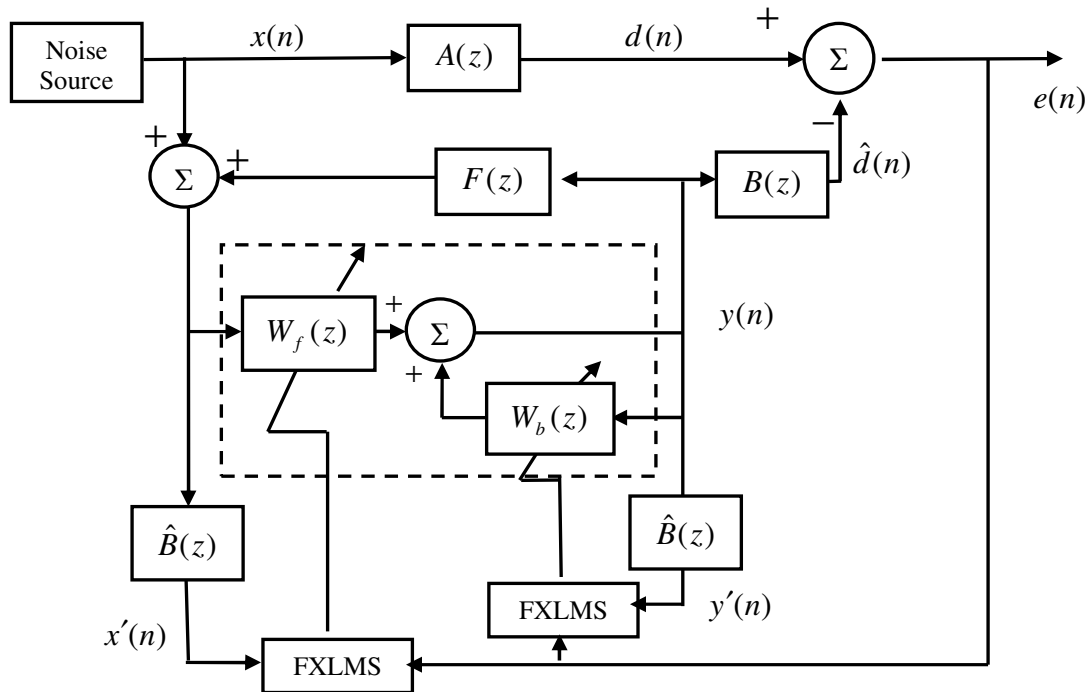 Noise
Source
x(n)
A(z)
d(n)
+
Σ
e(n)
−
d̂(n)
+
Σ
+
F(z)
B(z)
W_f(z)
+
Σ
+
y(n)
W_b(z)
B̂(z)
B̂(z)
x′(n)
FXLMS
y′(n)
FXLMS